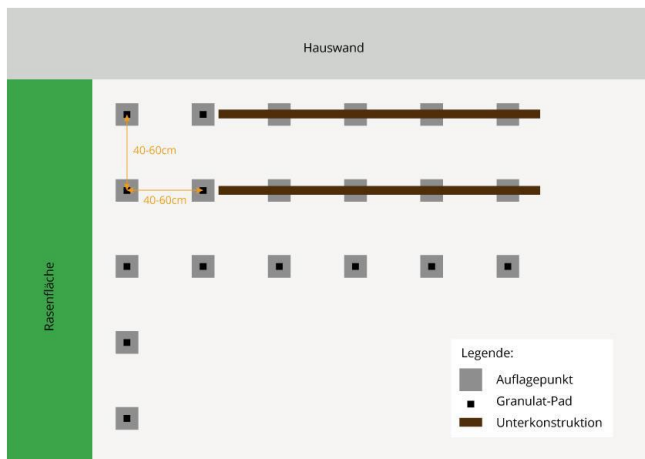 Hauswand
40-60cm
40-60cm
Rasenfläche
Legende:
Auflagepunkt
Granulat-Pad
Unterkonstruktion